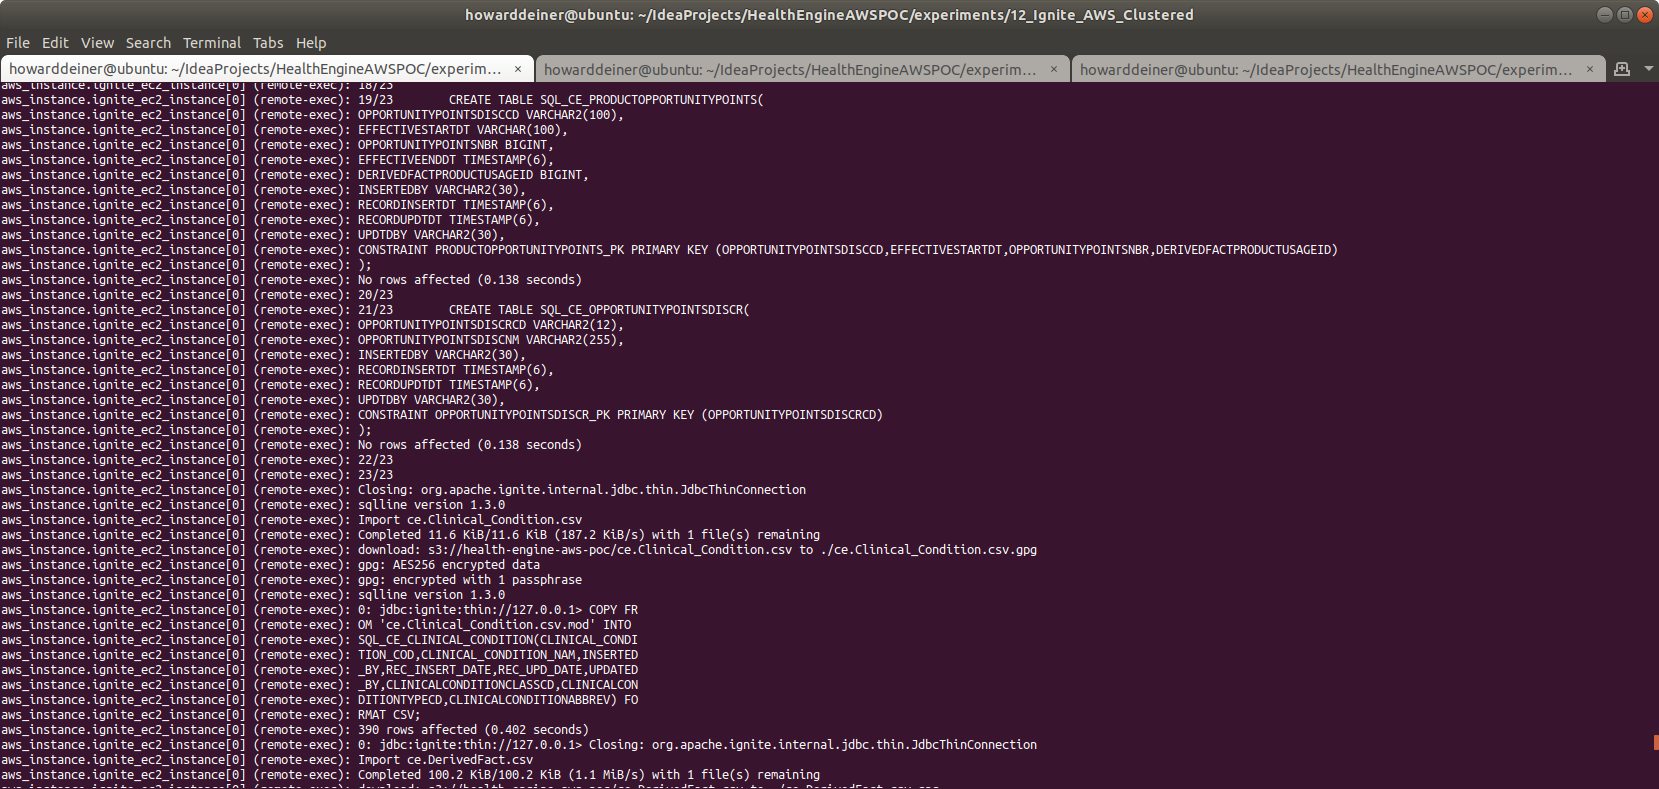 howarddeiner@ubuntu: ~/IdeaProjects/HealthEngineAWSPOC/experiments/12_Ignite_AWS_Clustered
File Edit View Search Terminal Tabs Help
howarddeiner@ubuntu: ~/IdeaProjects/HealthEngineAWSPOC/experim... × howarddeiner@ubuntu: ~/IdeaProjects/HealthEngineAWSPOC/experim... × howarddeiner@ubuntu: ~/IdeaProjects/HealthEngineAWSPOC/experim... ×
aws_instance.ignite_ec2_instance[0] (remote-exec): 18/23
aws_instance.ignite_ec2_instance[0] (remote-exec): 19/23        CREATE TABLE SQL_CE_PRODUCTOPPORTUNITYPOINTS(
aws_instance.ignite_ec2_instance[0] (remote-exec): OPPORTUNITYPOINTSDISCCD VARCHAR2(100),
aws_instance.ignite_ec2_instance[0] (remote-exec): EFFECTIVESTARTDT VARCHAR(100),
aws_instance.ignite_ec2_instance[0] (remote-exec): OPPORTUNITYPOINTSNBR BIGINT,
aws_instance.ignite_ec2_instance[0] (remote-exec): EFFECTIVEENDDT TIMESTAMP(6),
aws_instance.ignite_ec2_instance[0] (remote-exec): DERIVEDFACTPRODUCTUSAGEID BIGINT,
aws_instance.ignite_ec2_instance[0] (remote-exec): INSERTEDBY VARCHAR2(30),
aws_instance.ignite_ec2_instance[0] (remote-exec): RECORDINSERTDT TIMESTAMP(6),
aws_instance.ignite_ec2_instance[0] (remote-exec): RECORDUPDTDT TIMESTAMP(6),
aws_instance.ignite_ec2_instance[0] (remote-exec): UPDTDBY VARCHAR2(30),
aws_instance.ignite_ec2_instance[0] (remote-exec): CONSTRAINT PRODUCTOPPORTUNITYPOINTS_PK PRIMARY KEY (OPPORTUNITYPOINTSDISCCD,EFFECTIVESTARTDT,OPPORTUNITYPOINTSNBR,DERIVEDFACTPRODUCTUSAGEID)
aws_instance.ignite_ec2_instance[0] (remote-exec): );
aws_instance.ignite_ec2_instance[0] (remote-exec): No rows affected (0.138 seconds)
aws_instance.ignite_ec2_instance[0] (remote-exec): 20/23
aws_instance.ignite_ec2_instance[0] (remote-exec): 21/23        CREATE TABLE SQL_CE_OPPORTUNITYPOINTSDISCR(
aws_instance.ignite_ec2_instance[0] (remote-exec): OPPORTUNITYPOINTSDISCRCD VARCHAR2(12),
aws_instance.ignite_ec2_instance[0] (remote-exec): OPPORTUNITYPOINTSDISCNM VARCHAR2(255),
aws_instance.ignite_ec2_instance[0] (remote-exec): INSERTEDBY VARCHAR2(30),
aws_instance.ignite_ec2_instance[0] (remote-exec): RECORDINSERTDT TIMESTAMP(6),
aws_instance.ignite_ec2_instance[0] (remote-exec): RECORDUPDTDT TIMESTAMP(6),
aws_instance.ignite_ec2_instance[0] (remote-exec): UPDTDBY VARCHAR2(30),
aws_instance.ignite_ec2_instance[0] (remote-exec): CONSTRAINT OPPORTUNITYPOINTSDISCR_PK PRIMARY KEY (OPPORTUNITYPOINTSDISCRCD)
aws_instance.ignite_ec2_instance[0] (remote-exec): );
aws_instance.ignite_ec2_instance[0] (remote-exec): No rows affected (0.138 seconds)
aws_instance.ignite_ec2_instance[0] (remote-exec): 22/23
aws_instance.ignite_ec2_instance[0] (remote-exec): 23/23
aws_instance.ignite_ec2_instance[0] (remote-exec): Closing: org.apache.ignite.internal.jdbc.thin.JdbcThinConnection
aws_instance.ignite_ec2_instance[0] (remote-exec): sqlline version 1.3.0
aws_instance.ignite_ec2_instance[0] (remote-exec): Import ce.Clinical_Condition.csv
aws_instance.ignite_ec2_instance[0] (remote-exec): Completed 11.6 KiB/11.6 KiB (187.2 KiB/s) with 1 file(s) remaining
aws_instance.ignite_ec2_instance[0] (remote-exec): download: s3://health-engine-aws-poc/ce.Clinical_Condition.csv to ./ce.Clinical_Condition.csv.gpg
aws_instance.ignite_ec2_instance[0] (remote-exec): gpg: AES256 encrypted data
aws_instance.ignite_ec2_instance[0] (remote-exec): gpg: encrypted with 1 passphrase
aws_instance.ignite_ec2_instance[0] (remote-exec): sqlline version 1.3.0
aws_instance.ignite_ec2_instance[0] (remote-exec): 0: jdbc:ignite:thin://127.0.0.1> COPY FR
aws_instance.ignite_ec2_instance[0] (remote-exec): OM 'ce.Clinical_Condition.csv.mod' INTO
aws_instance.ignite_ec2_instance[0] (remote-exec): SQL_CE_CLINICAL_CONDITION(CLINICAL_CONDI
aws_instance.ignite_ec2_instance[0] (remote-exec): TION_COD,CLINICAL_CONDITION_NAM,INSERTED
aws_instance.ignite_ec2_instance[0] (remote-exec): _BY,REC_INSERT_DATE,REC_UPD_DATE,UPDATED
aws_instance.ignite_ec2_instance[0] (remote-exec): _BY,CLINICALCONDITIONCLASSCD,CLINICALCON
aws_instance.ignite_ec2_instance[0] (remote-exec): DITIONTYPECD,CLINICALCONDITIONABBREV) FO
aws_instance.ignite_ec2_instance[0] (remote-exec): RMAT CSV;
aws_instance.ignite_ec2_instance[0] (remote-exec): 390 rows affected (0.402 seconds)
aws_instance.ignite_ec2_instance[0] (remote-exec): 0: jdbc:ignite:thin://127.0.0.1> Closing: org.apache.ignite.internal.jdbc.thin.JdbcThinConnection
aws_instance.ignite_ec2_instance[0] (remote-exec): Import ce.DerivedFact.csv
aws_instance.ignite_ec2_instance[0] (remote-exec): Completed 100.2 KiB/100.2 KiB (1.1 MiB/s) with 1 file(s) remaining